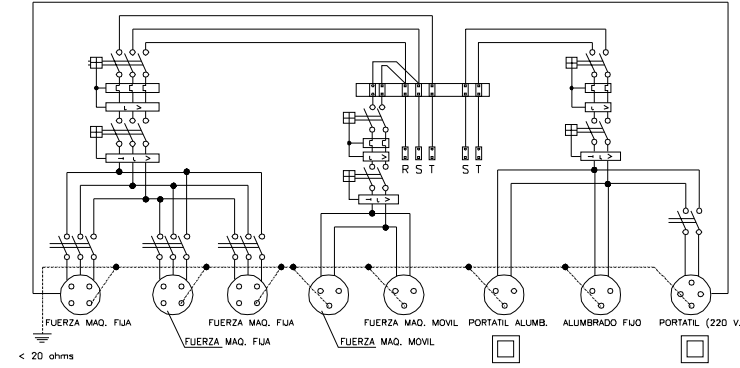 R S T S T
FUERZA MAQ. FIJA FUERZA MAQ. FIJA FUERZA MAQ. MOVIL PORTATIL ALUMB. ALUMBRADO FIJO PORTATIL (220 V.
FUERZA MAQ. FIJA FUERZA MAQ. MOVIL
< 20 ohms